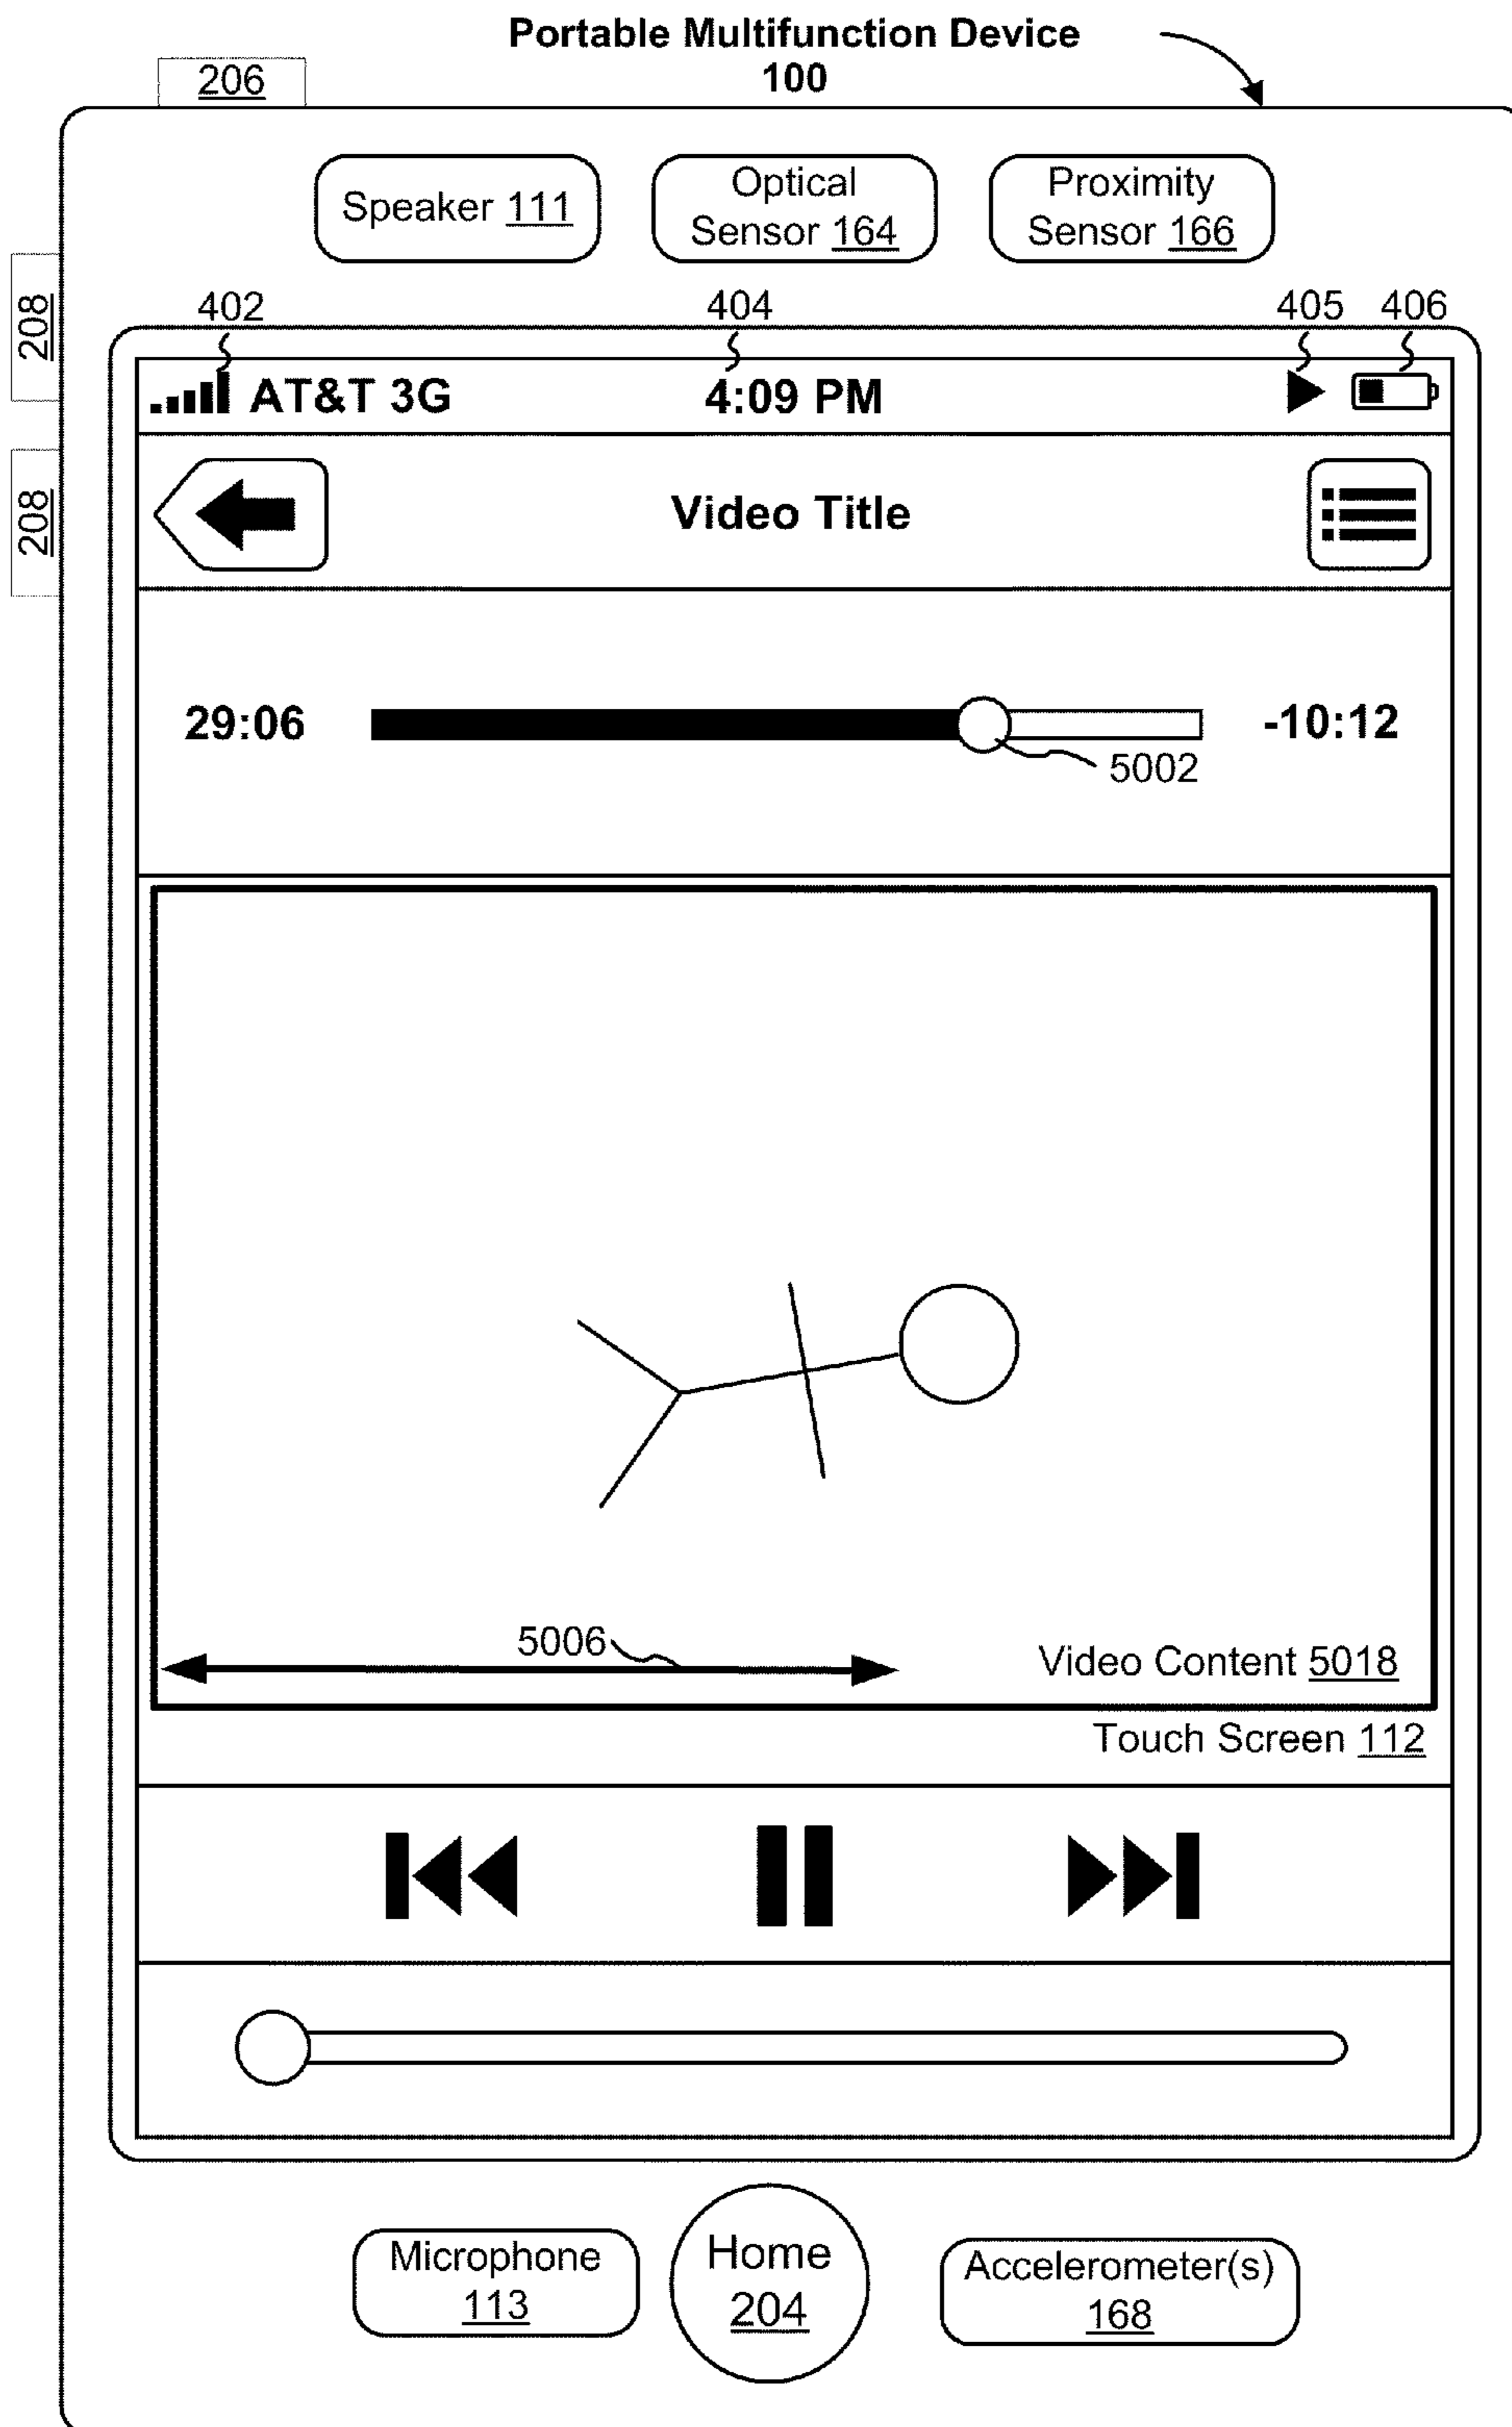 Portable Multifunction Device
100
206
Speaker 111
Optical
Sensor 164
Proximity
Sensor 166
208
208
402
404
405
406
AT&T 3G
4:09 PM
Video Title
29:06
-10:12
5002
5006
Video Content 5018
Touch Screen 112
Microphone
113
Home
204
Accelerometer(s)
168